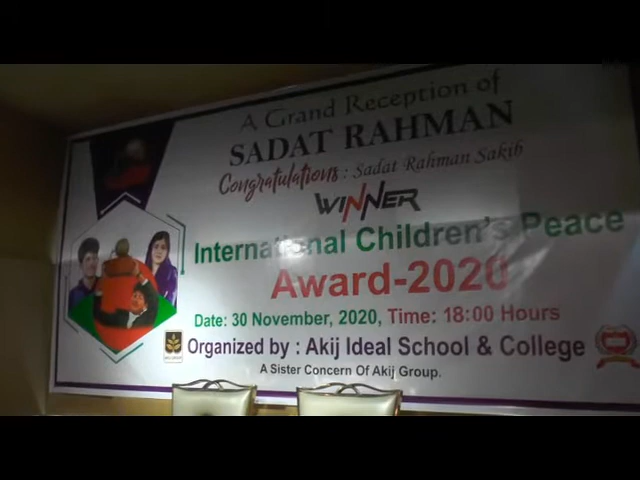 A Grand Reception of
SADAT RAHMAN
Congratulations : Sadat Rahman Sakib
WINNER
International Children's Peace
Award-2020
Date: 30 November, 2020, Time: 18:00 Hours
Organized by : Akij Ideal School & College
A Sister Concern Of Akij Group.